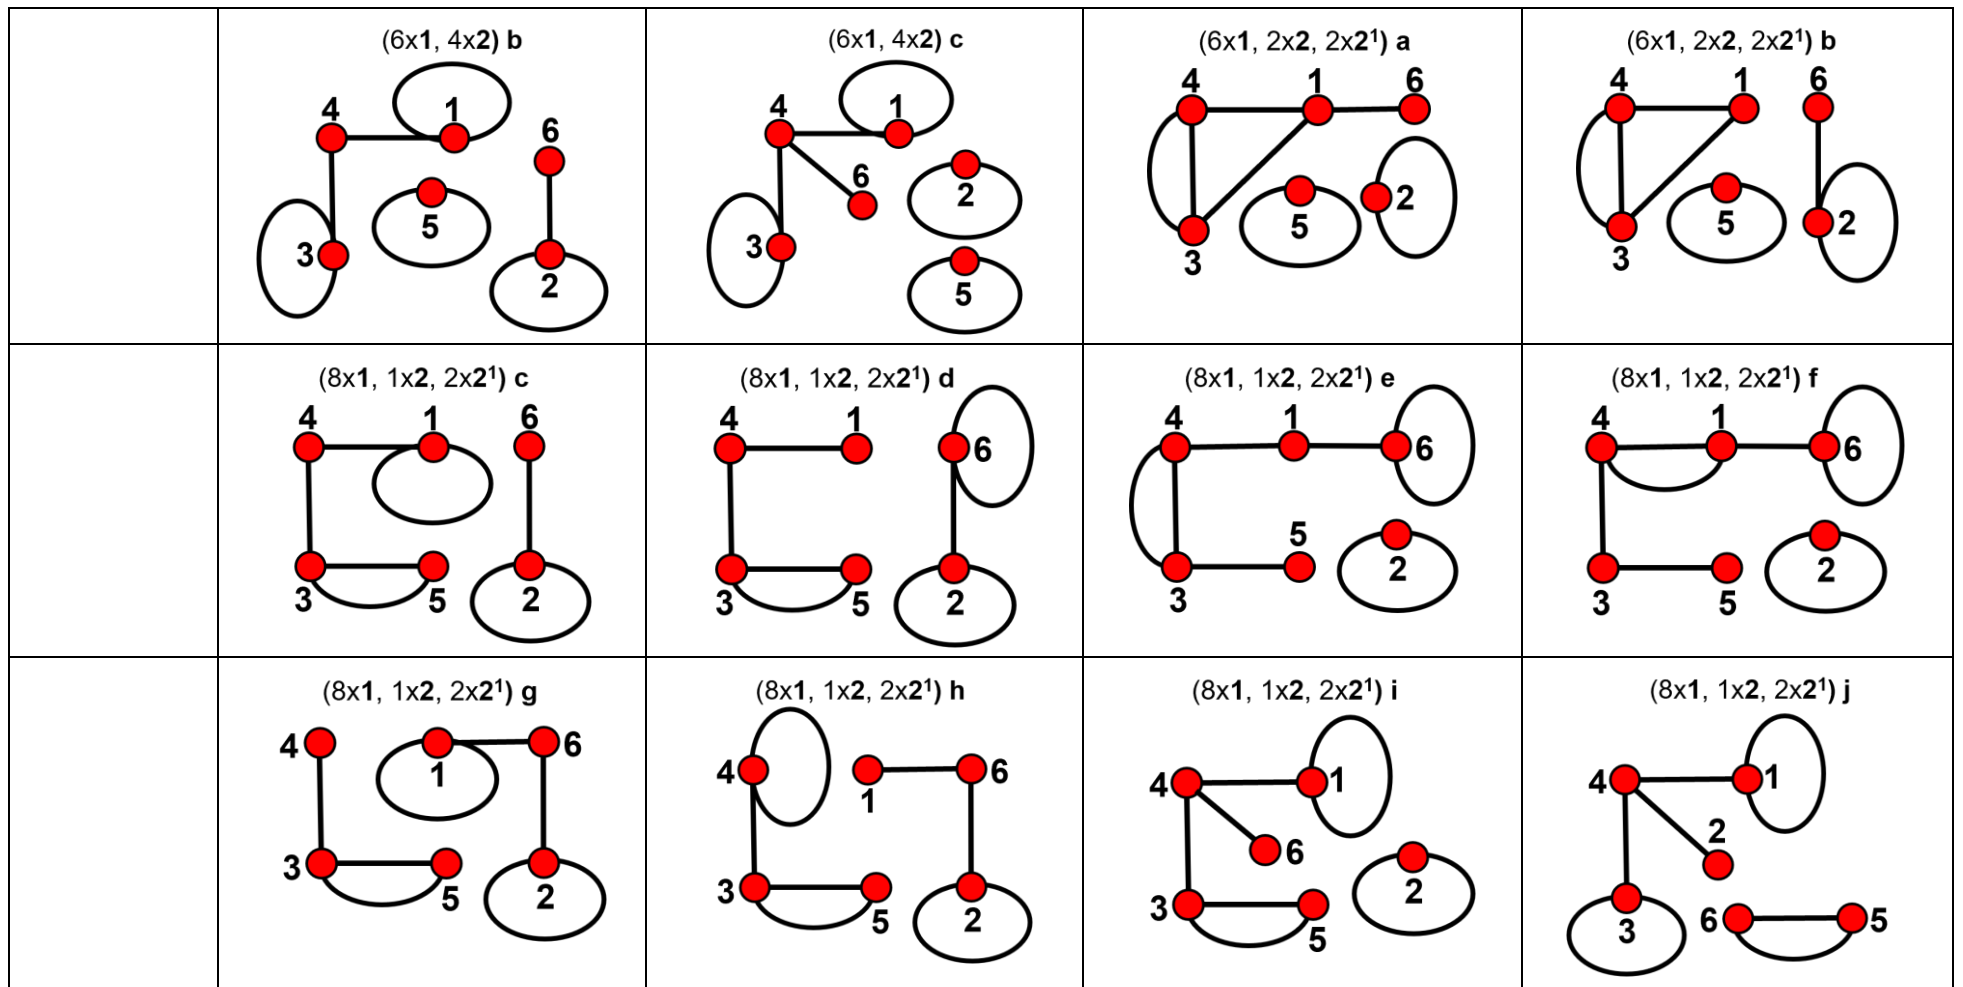 (6x1, 4x2) b
4 1 6 5 3 2
(6x1, 4x2) c
4 1 6 2 3 5
(6x1, 2x2, 2x2¹) a
4 1 6 2 5 3
(6x1, 2x2, 2x2¹) b
4 1 6 5 2 3
(8x1, 1x2, 2x2¹) c
4 1 6 3 5 2
(8x1, 1x2, 2x2¹) d
4 1 6 3 5 2
(8x1, 1x2, 2x2¹) e
4 1 6 5 2 3
(8x1, 1x2, 2x2¹) f
4 1 6 2 3 5
(8x1, 1x2, 2x2¹) g
4 1 6 3 5 2
(8x1, 1x2, 2x2¹) h
4 1 6 3 5 2
(8x1, 1x2, 2x2¹) i
4 1 6 2 3 5
(8x1, 1x2, 2x2¹) j
4 1 2 3 6 5